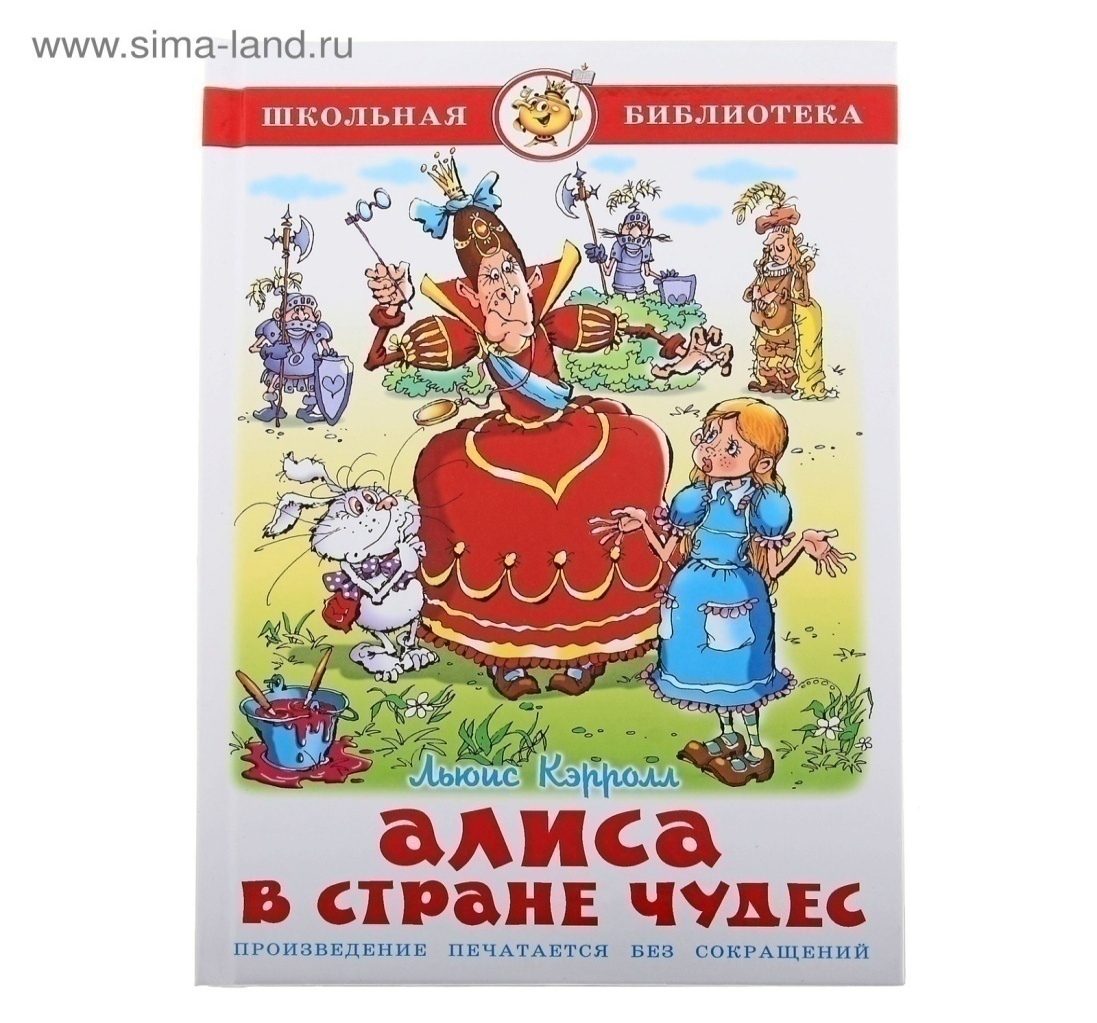 www.sima-land.ru
ШКОЛЬНАЯ БИБЛИОТЕКА
Льюис Кэрролл
АЛИСА
В СТРАНЕ ЧУДЕС
ПРОИЗВЕДЕНИЕ ПЕЧАТАЕТСЯ БЕЗ СОКРАЩЕНИЙ